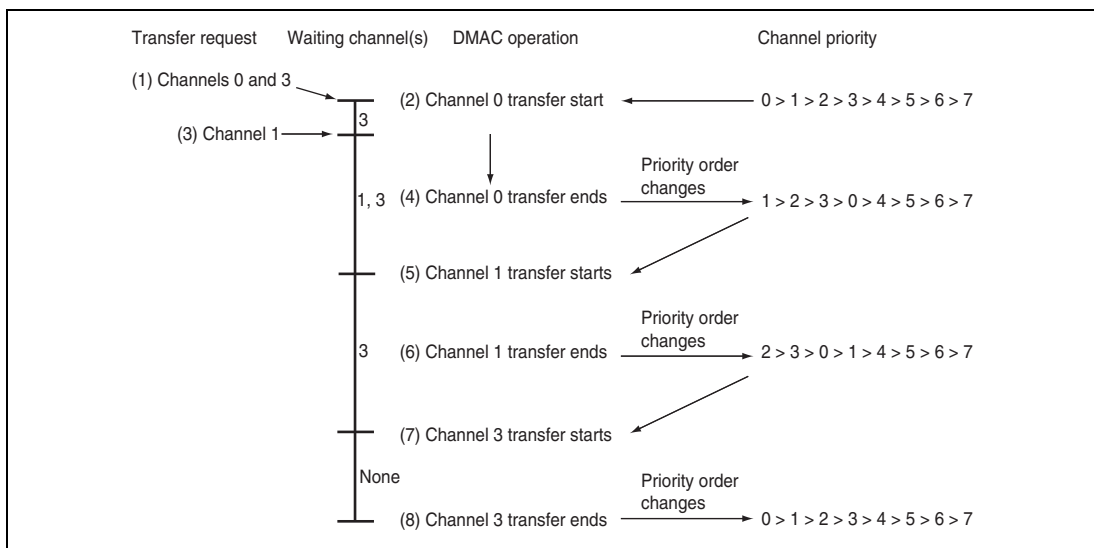 Transfer request Waiting channel(s) DMAC operation Channel priority
(1) Channels 0 and 3
(2) Channel 0 transfer start
0 > 1 > 2 > 3 > 4 > 5 > 6 > 7
3
(3) Channel 1
Priority order
changes
1, 3
(4) Channel 0 transfer ends
1 > 2 > 3 > 0 > 4 > 5 > 6 > 7
(5) Channel 1 transfer starts
Priority order
changes
3
(6) Channel 1 transfer ends
2 > 3 > 0 > 1 > 4 > 5 > 6 > 7
(7) Channel 3 transfer starts
None
Priority order
changes
(8) Channel 3 transfer ends
0 > 1 > 2 > 3 > 4 > 5 > 6 > 7